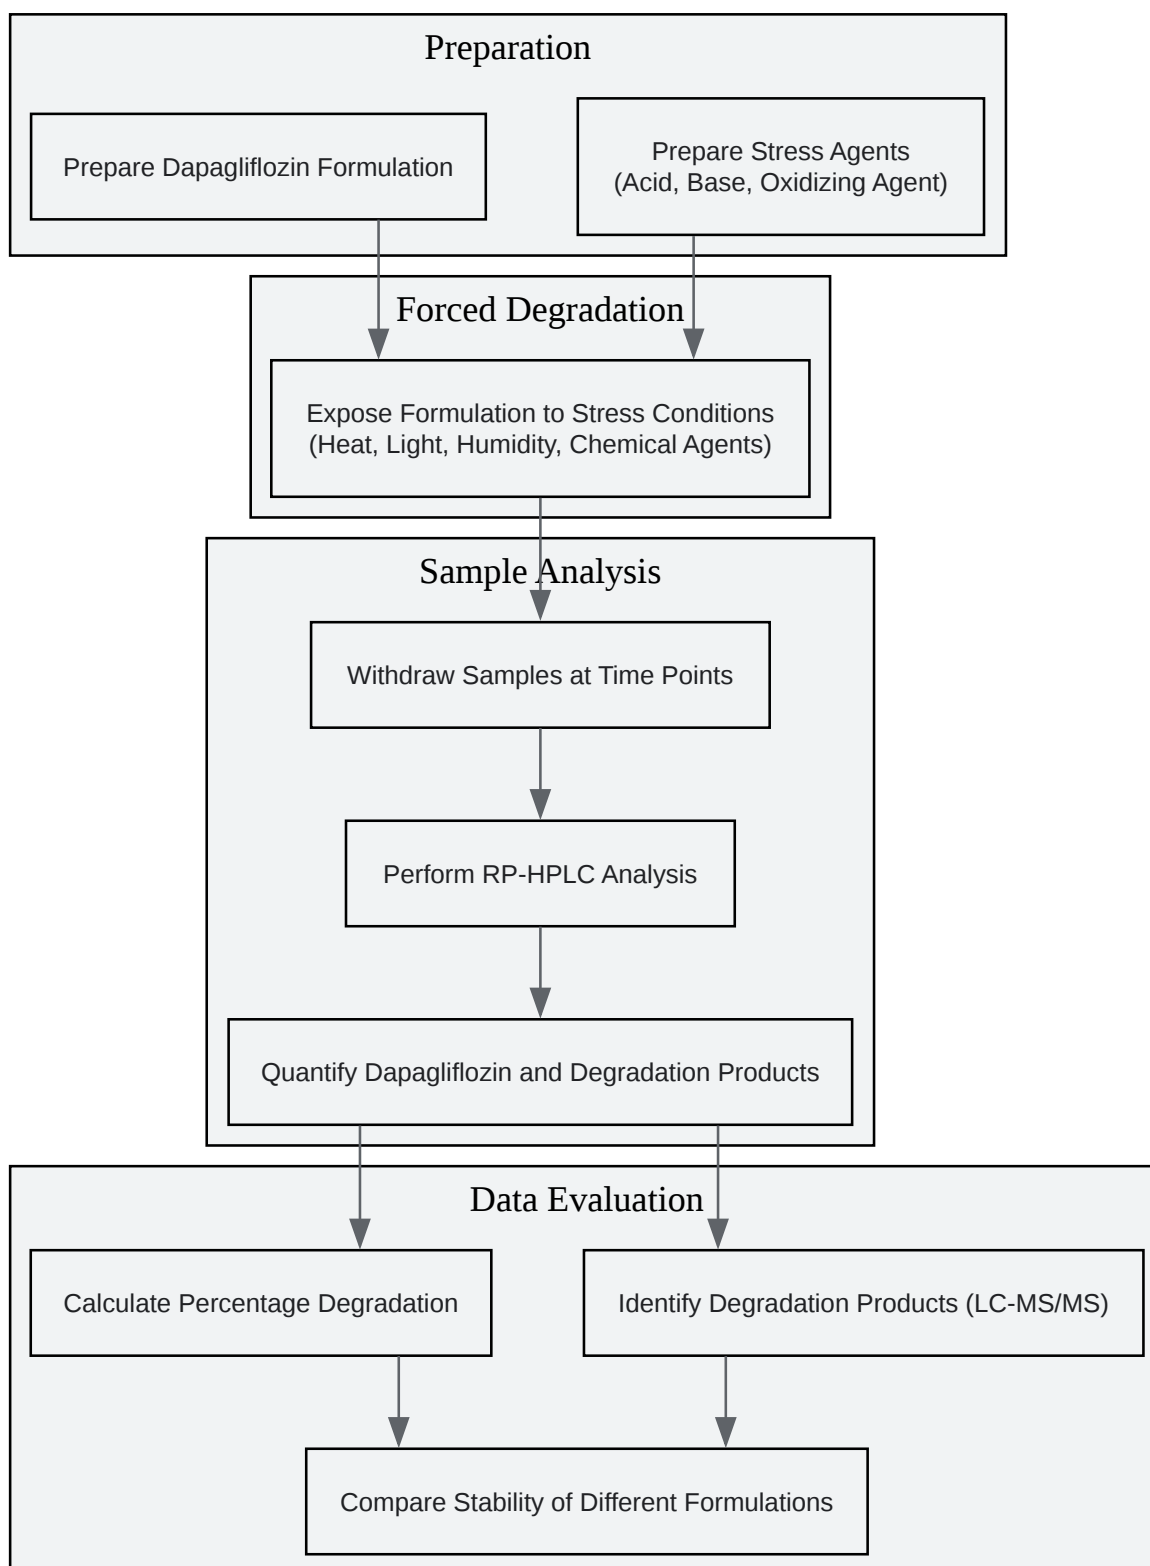 Preparation
Prepare Dapagliflozin Formulation
Prepare Stress Agents
(Acid, Base, Oxidizing Agent)
Forced Degradation
Expose Formulation to Stress Conditions
(Heat, Light, Humidity, Chemical Agents)
Sample Analysis
Withdraw Samples at Time Points
Perform RP-HPLC Analysis
Quantify Dapagliflozin and Degradation Products
Data Evaluation
Calculate Percentage Degradation
Identify Degradation Products (LC-MS/MS)
Compare Stability of Different Formulations